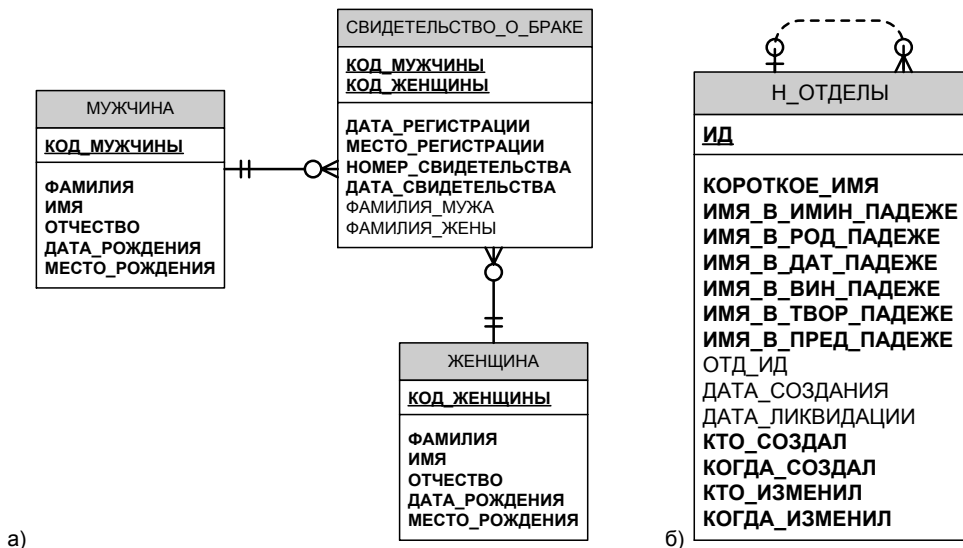 МУЖЧИНА
КОД_МУЖЧИНЫ
ФАМИЛИЯ
ИМЯ
ОТЧЕСТВО
ДАТА_РОЖДЕНИЯ
МЕСТО_РОЖДЕНИЯ
СВИДЕТЕЛЬСТВО_О_БРАКЕ
КОД_МУЖЧИНЫ
КОД_ЖЕНЩИНЫ
ДАТА_РЕГИСТРАЦИИ
МЕСТО_РЕГИСТРАЦИИ
НОМЕР_СВИДЕТЕЛЬСТВА
ДАТА_СВИДЕТЕЛЬСТВА
ФАМИЛИЯ_МУЖА
ФАМИЛИЯ_ЖЕНЫ
ЖЕНЩИНА
КОД_ЖЕНЩИНЫ
ФАМИЛИЯ
ИМЯ
ОТЧЕСТВО
ДАТА_РОЖДЕНИЯ
МЕСТО_РОЖДЕНИЯ
а)
Н_ОТДЕЛЫ
ИД
КОРОТКОЕ_ИМЯ
ИМЯ_В_ИМИН_ПАДЕЖЕ
ИМЯ_В_РОД_ПАДЕЖЕ
ИМЯ_В_ДАТ_ПАДЕЖЕ
ИМЯ_В_ВИН_ПАДЕЖЕ
ИМЯ_В_ТВОР_ПАДЕЖЕ
ИМЯ_В_ПРЕД_ПАДЕЖЕ
ОТД_ИД
ДАТА_СОЗДАНИЯ
ДАТА_ЛИКВИДАЦИИ
КТО_СОЗДАЛ
КОГДА_СОЗДАЛ
КТО_ИЗМЕНИЛ
КОГДА_ИЗМЕНИЛ
б)